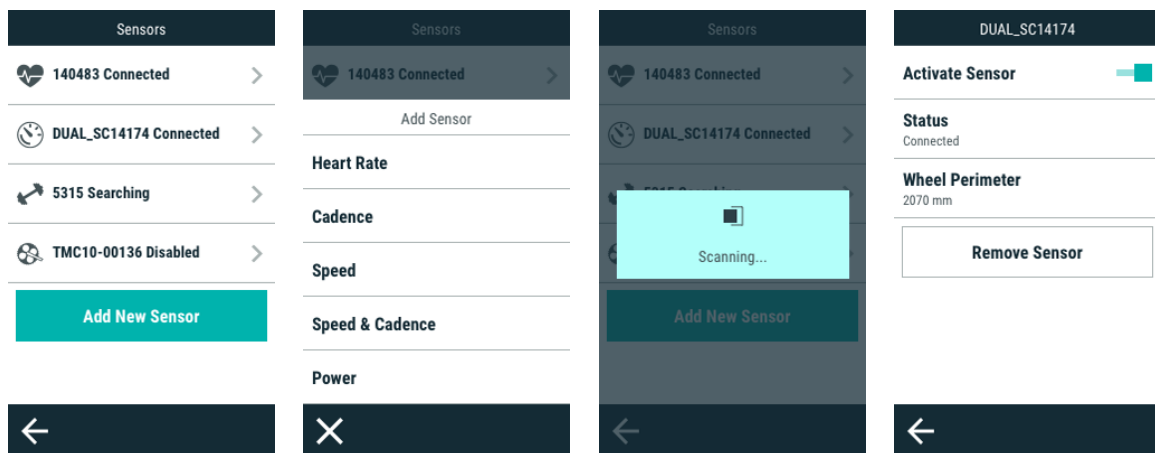 Sensors
140483 Connected
DUAL_SC14174 Connected
5315 Searching
TMC10-00136 Disabled
Add New Sensor
Sensors
140483 Connected
Add Sensor
Heart Rate
Cadence
Speed
Speed & Cadence
Power
Sensors
140483 Connected
DUAL_SC14174 Connected
Scanning...
Add New Sensor
DUAL_SC14174
Activate Sensor
Status
Connected
Wheel Perimeter
2070 mm
Remove Sensor